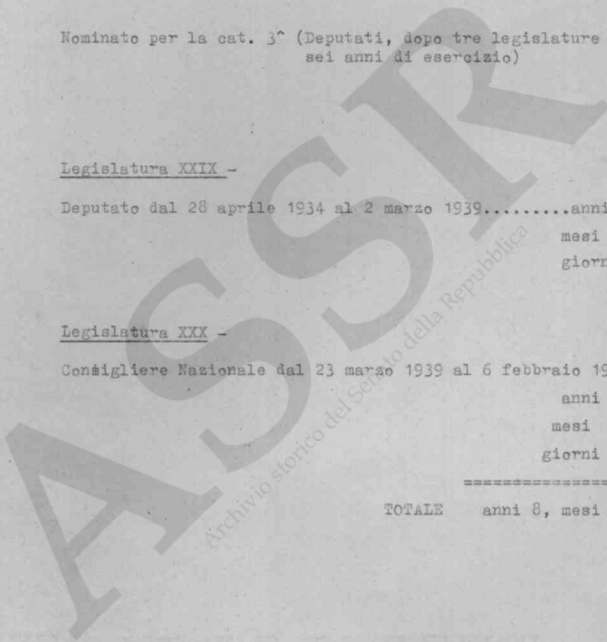 Nominato per la cat. 3^ (Deputati, dopo tre legislature
sei anni di esercizio)
Legislatura XXIX -
Deputato dal 28 aprile 1934 al 2 marzo 1939.........anni
mesi
giorn
Legislatura XXX -
Consigliere Nazionale dal 23 marzo 1939 al 6 febbraio 19
anni
mesi
giorni
================
TOTALE anni 8, mesi
ASSR
Archivio storico del Senato della Repubblica